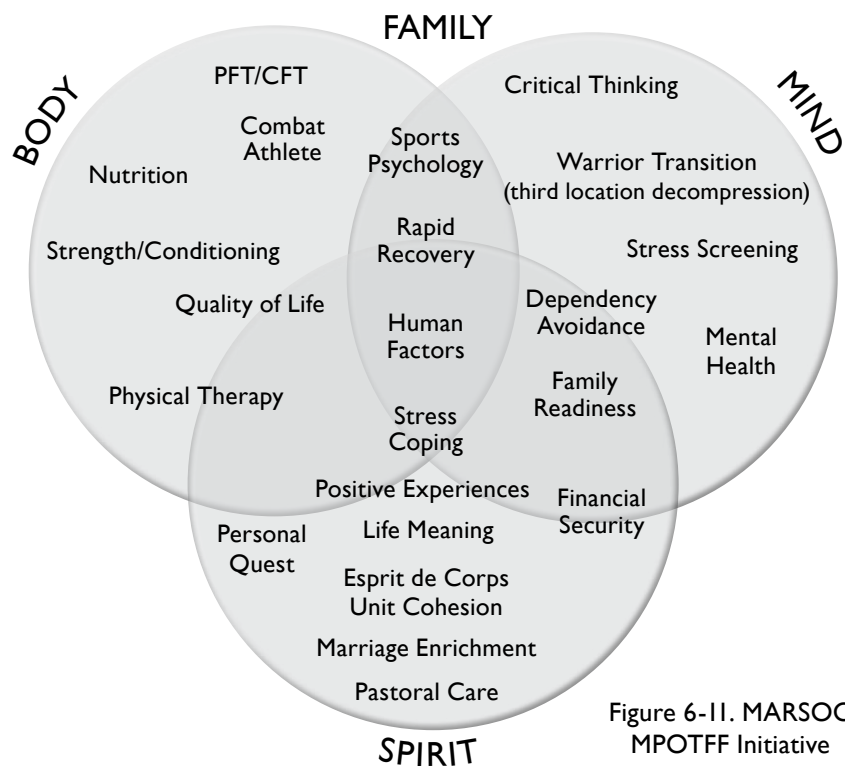 FAMILY
BODY
MIND
PFT/CFT
Combat
Athlete
Nutrition
Strength/Conditioning
Quality of Life
Physical Therapy
Sports
Psychology
Rapid
Recovery
Human
Factors
Stress
Coping
Critical Thinking
Warrior Transition
(third location decompression)
Stress Screening
Dependency
Avoidance
Mental
Health
Family
Readiness
Financial
Security
Positive Experiences
Personal
Quest
Life Meaning
Esprit de Corps
Unit Cohesion
Marriage Enrichment
Pastoral Care
SPIRIT
Figure 6-11. MARSOC
MPOTFF Initiative